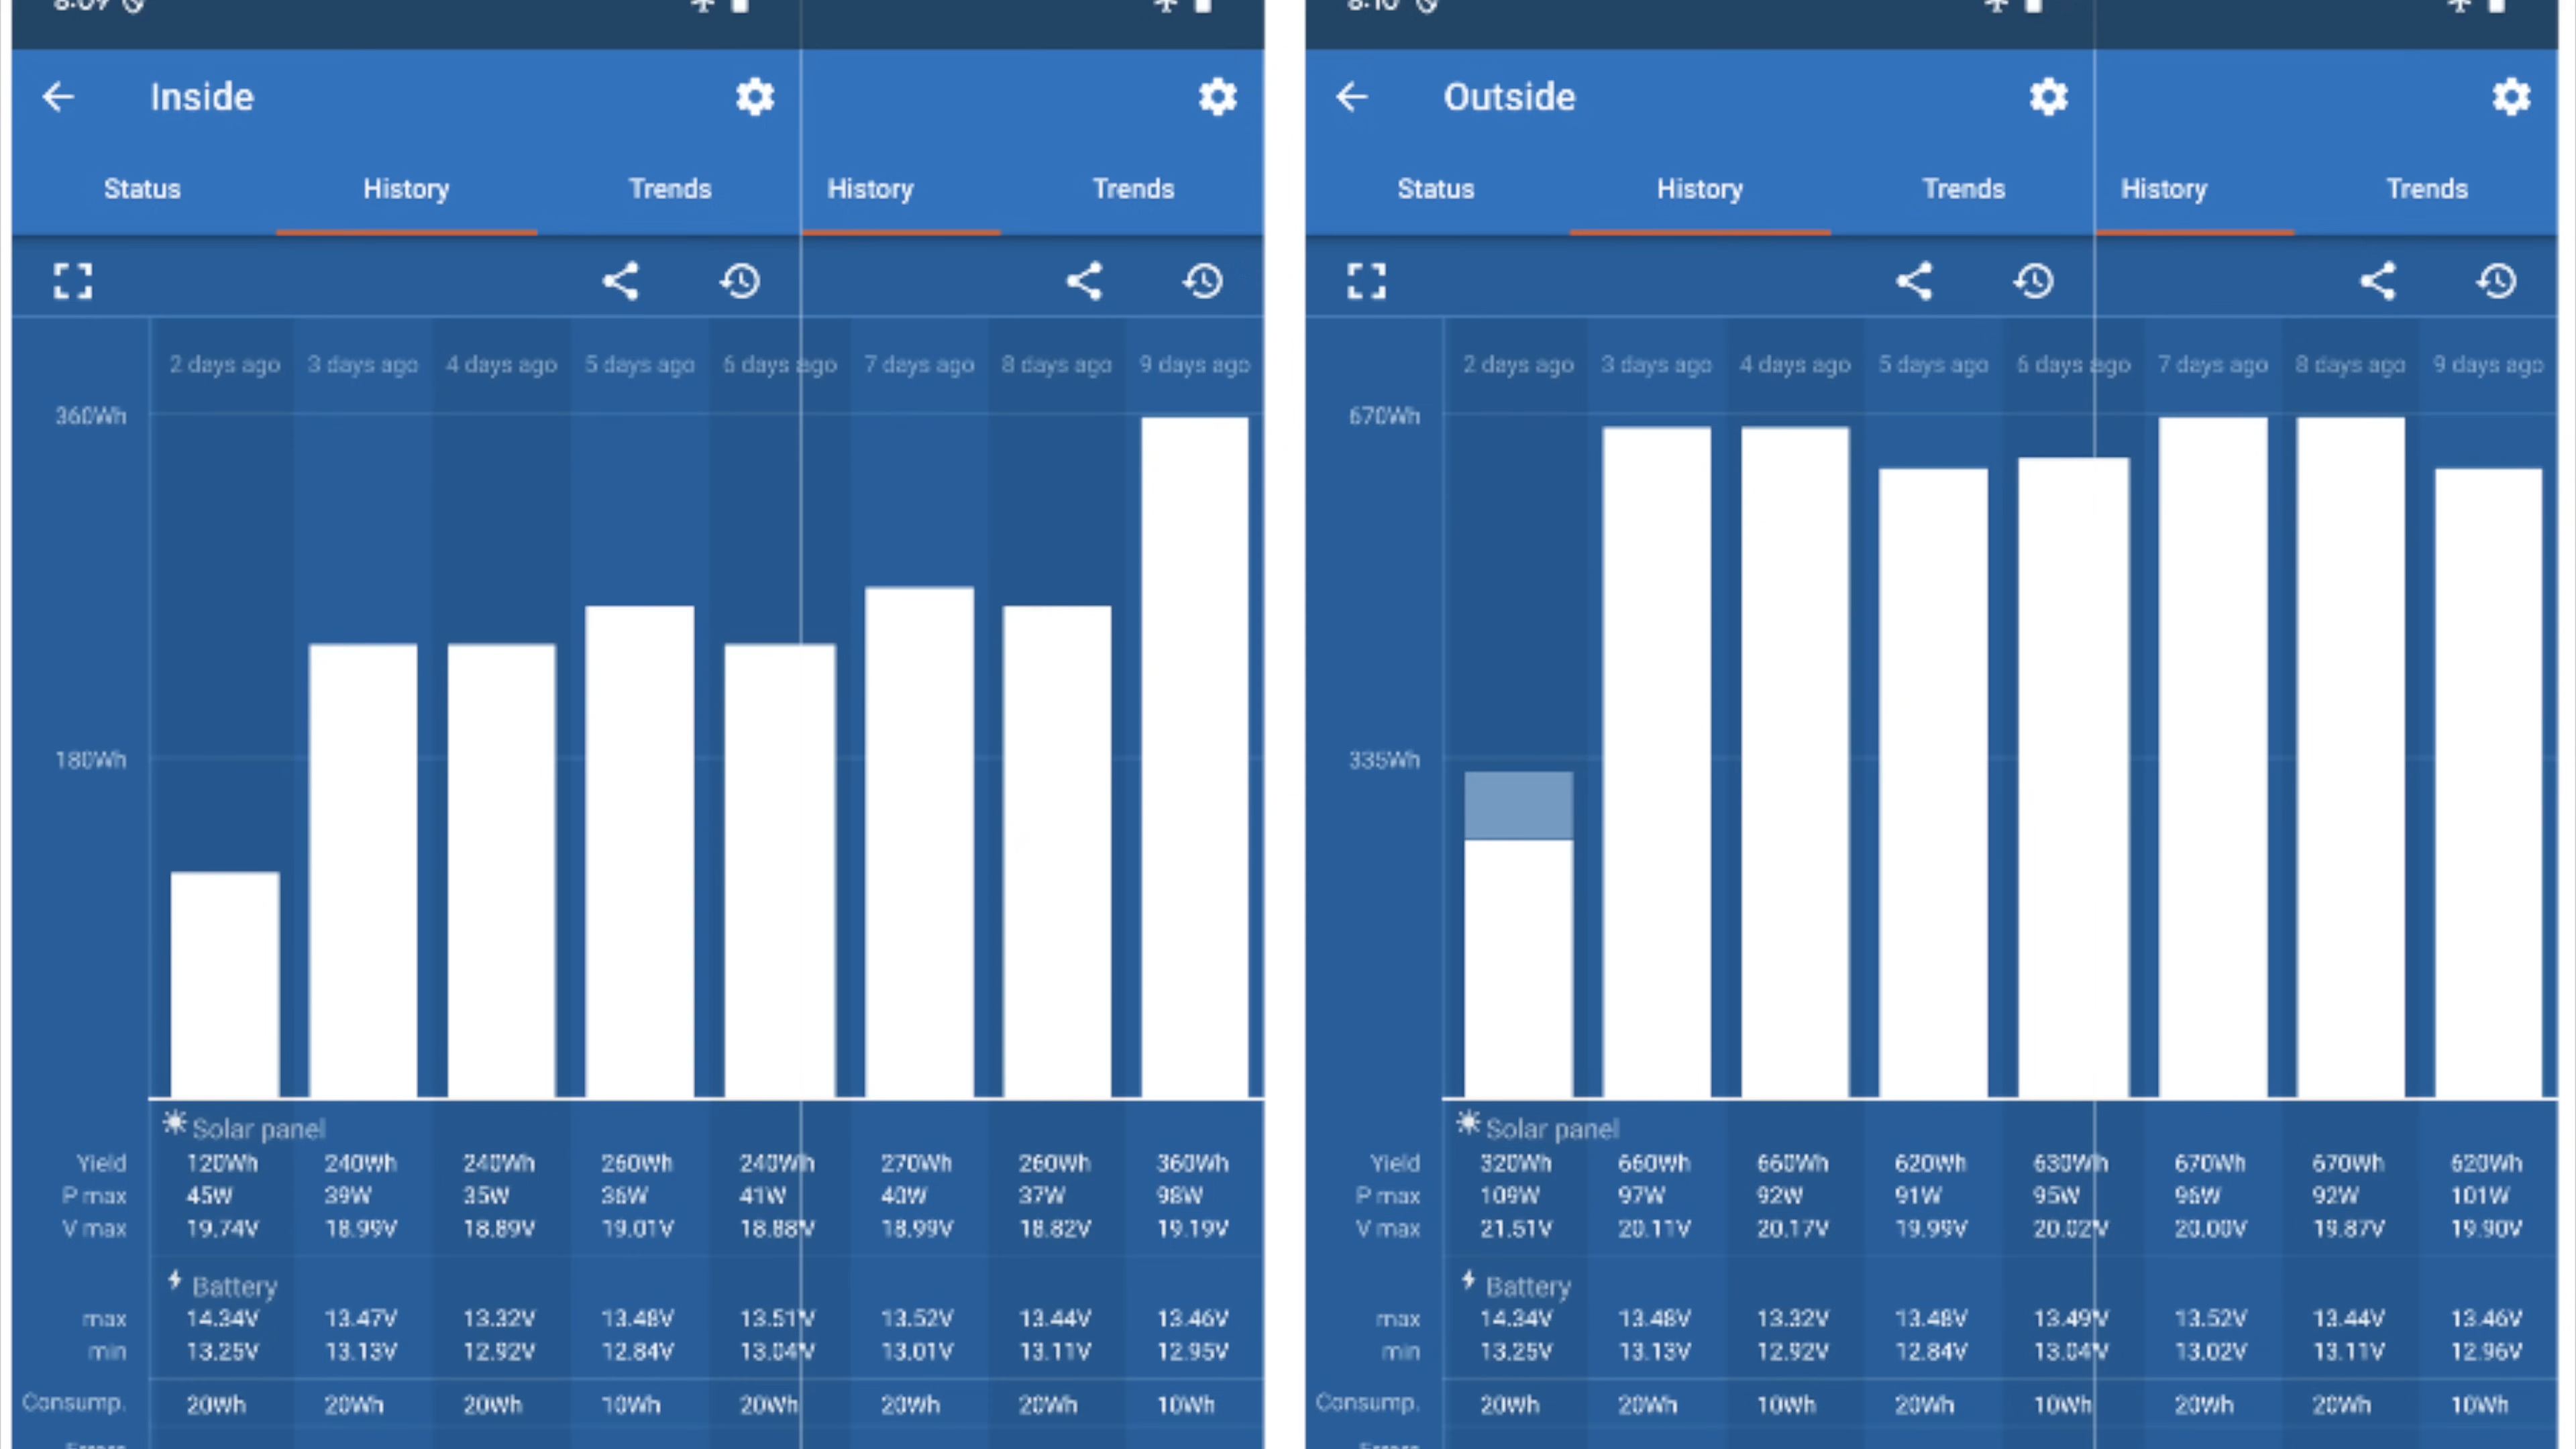 8:09
Inside
Status History Trends History Trends
2 days ago 3 days ago 4 days ago 5 days ago 6 days ago 7 days ago 8 days ago 9 days ago
360Wh
180Wh
Solar panel
Yield 120Wh 240Wh 240Wh 260Wh 240Wh 270Wh 260Wh 360Wh
P max 45W 39W 35W 36W 41W 40W 37W 98W
V max 19.74V 18.99V 18.89V 19.01V 18.88V 18.99V 18.82V 19.19V
Battery
max 14.34V 13.47V 13.32V 13.48V 13.51V 13.52V 13.44V 13.46V
min 13.25V 13.13V 12.92V 12.84V 13.04V 13.01V 13.11V 12.95V
Consump. 20Wh 20Wh 20Wh 10Wh 20Wh 20Wh 20Wh 10Wh
Errors
8:10
Outside
Status History Trends History Trends
2 days ago 3 days ago 4 days ago 5 days ago 6 days ago 7 days ago 8 days ago 9 days ago
670Wh
335Wh
Solar panel
Yield 320Wh 660Wh 660Wh 620Wh 630Wh 670Wh 670Wh 620Wh
P max 109W 97W 92W 91W 95W 96W 92W 101W
V max 21.51V 20.11V 20.17V 19.99V 20.02V 20.00V 19.87V 19.90V
Battery
max 14.34V 13.48V 13.32V 13.48V 13.49V 13.52V 13.44V 13.46V
min 13.25V 13.13V 12.92V 12.84V 13.04V 13.02V 13.11V 12.96V
Consump. 20Wh 20Wh 10Wh 20Wh 10Wh 20Wh 20Wh 10Wh
Errors